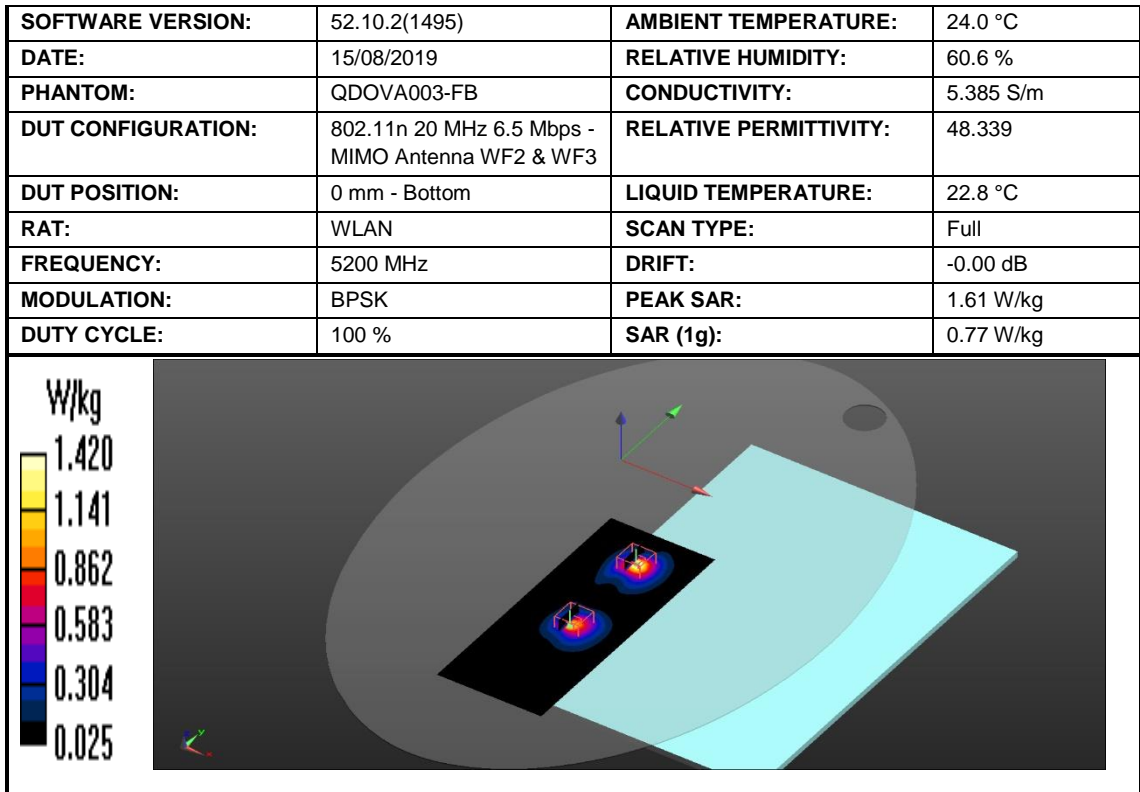 SOFTWARE VERSION: 52.10.2(1495) AMBIENT TEMPERATURE: 24.0 °C
DATE: 15/08/2019 RELATIVE HUMIDITY: 60.6 %
PHANTOM: QDOVA003-FB CONDUCTIVITY: 5.385 S/m
DUT CONFIGURATION: 802.11n 20 MHz 6.5 Mbps - RELATIVE PERMITTIVITY: 48.339
MIMO Antenna WF2 & WF3
DUT POSITION: 0 mm - Bottom LIQUID TEMPERATURE: 22.8 °C
RAT: WLAN SCAN TYPE: Full
FREQUENCY: 5200 MHz DRIFT: -0.00 dB
MODULATION: BPSK PEAK SAR: 1.61 W/kg
DUTY CYCLE: 100 % SAR (1g): 0.77 W/kg
W/kg
1.420
1.141
0.862
0.583
0.304
0.025
y
x